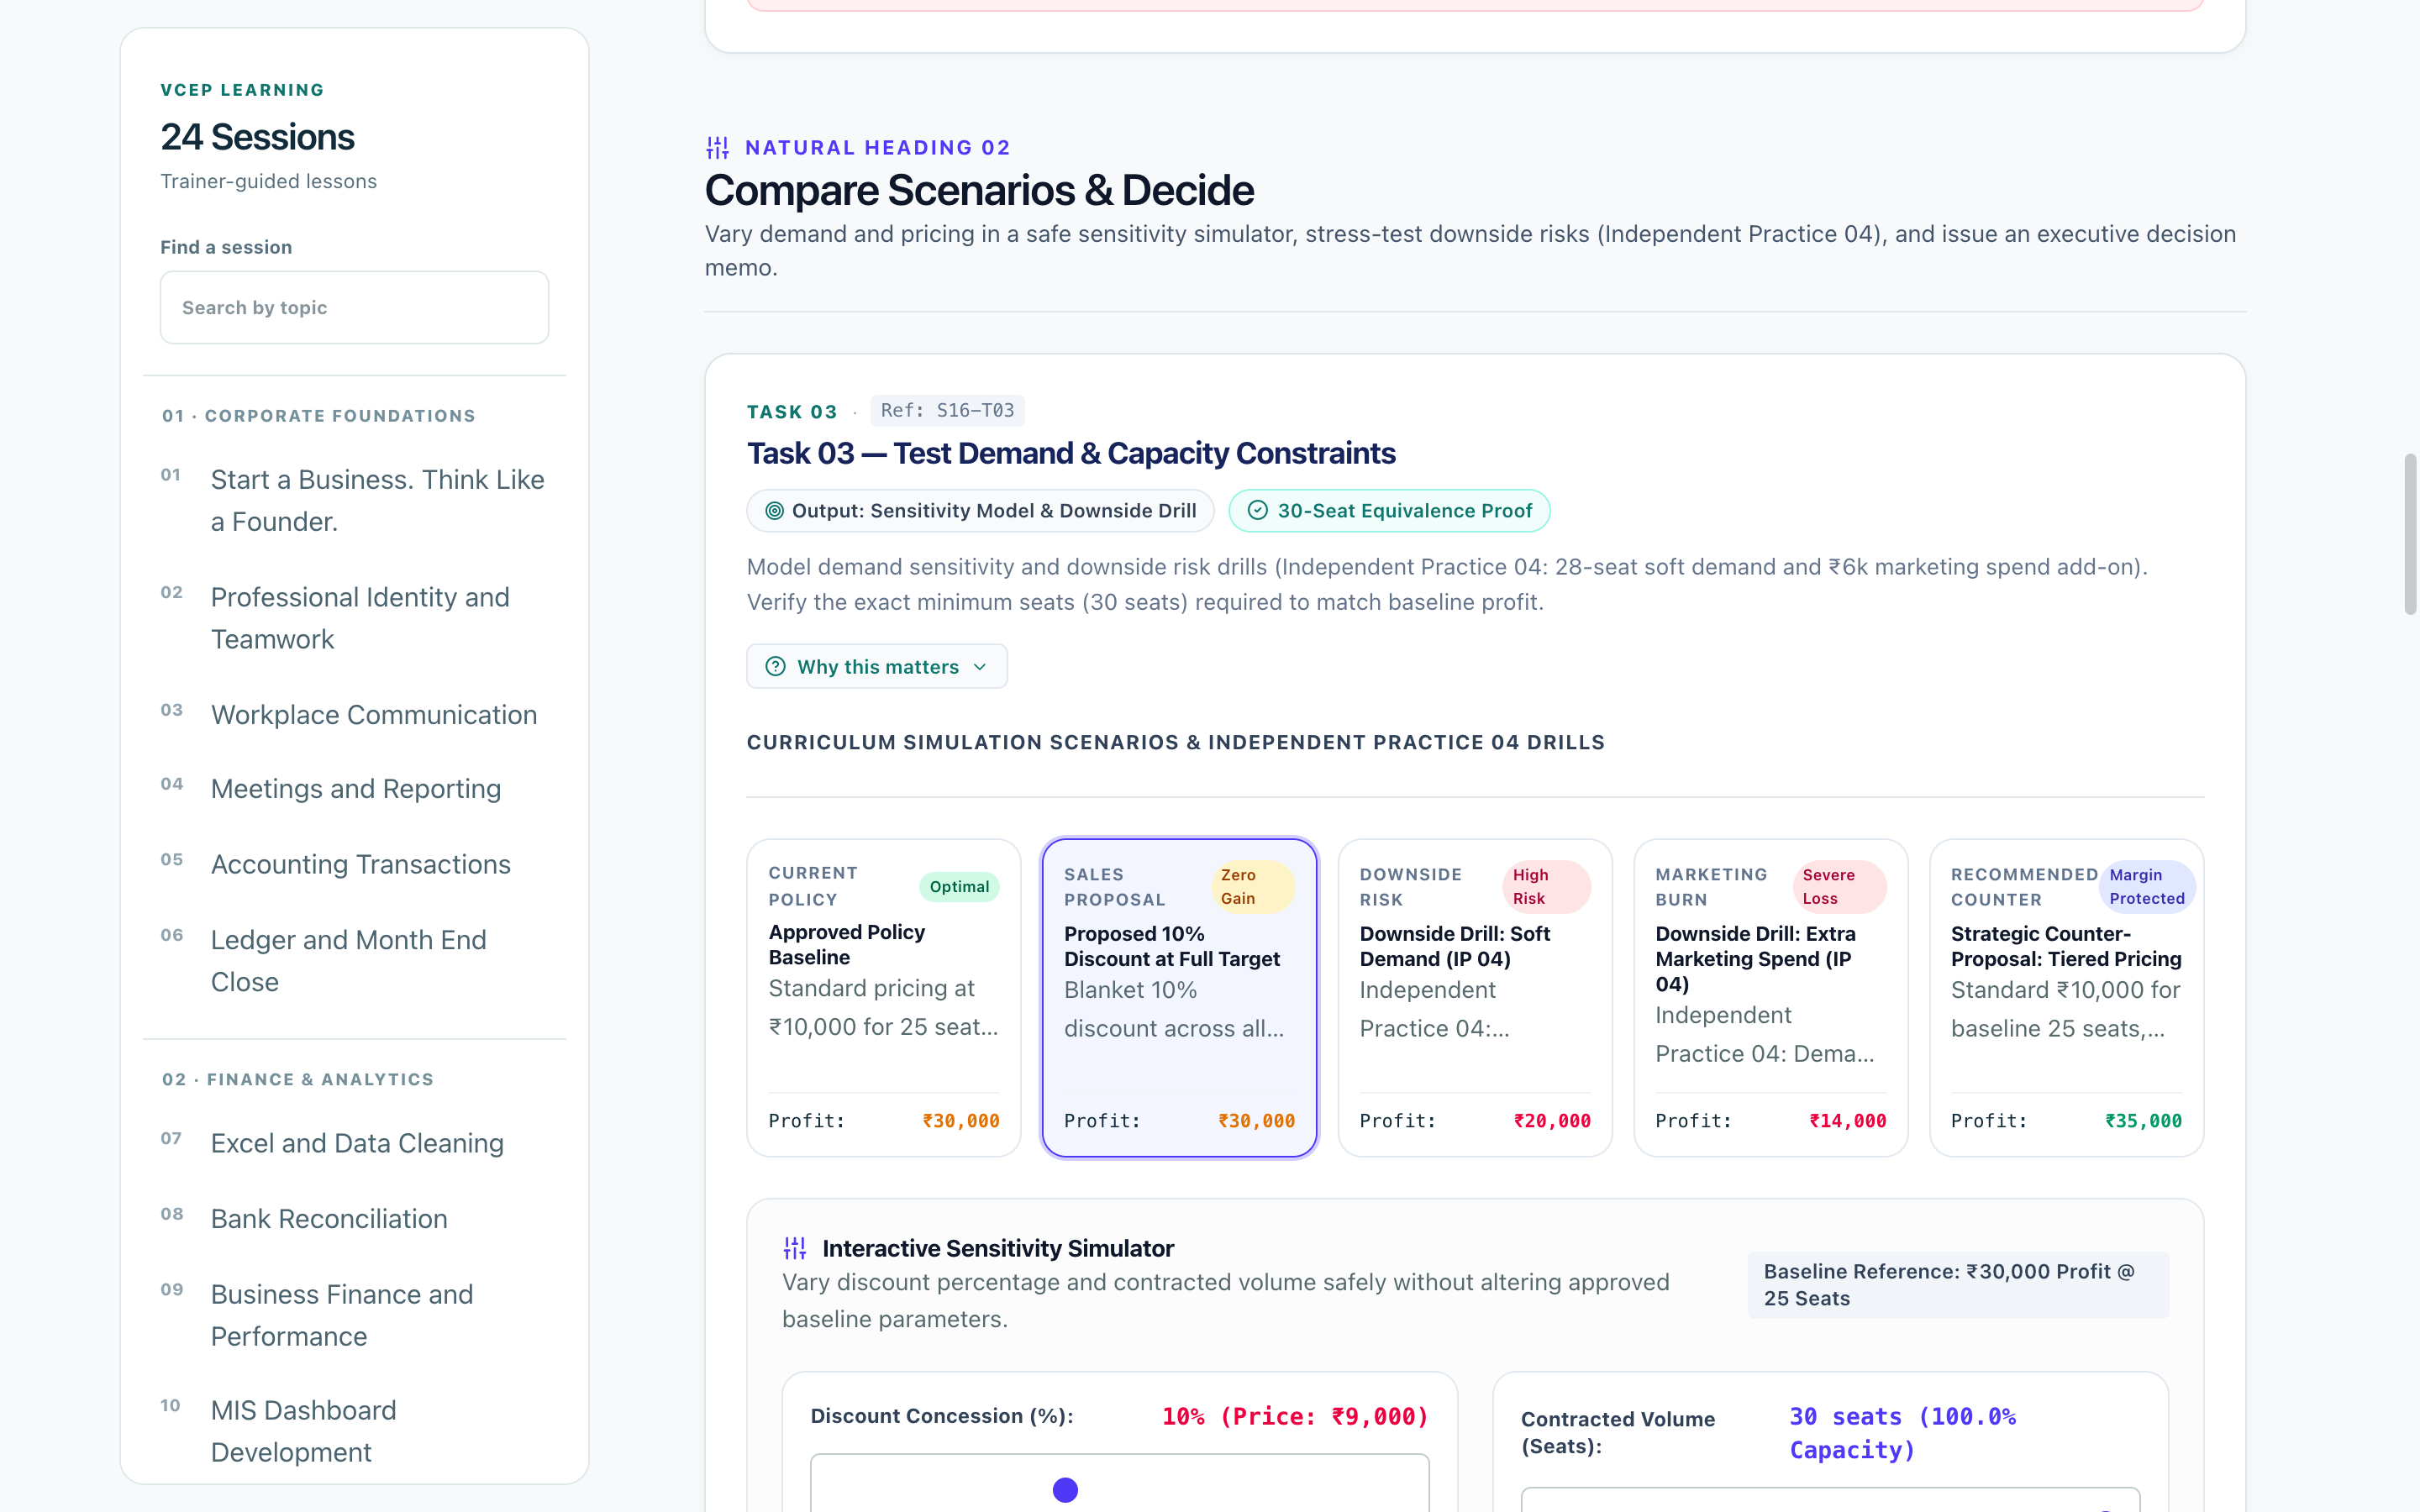 VCEP LEARNING
24 Sessions
Trainer-guided lessons
Find a session
Search by topic
01 · CORPORATE FOUNDATIONS
01 Start a Business. Think Like
a Founder.
02 Professional Identity and
Teamwork
03 Workplace Communication
04 Meetings and Reporting
05 Accounting Transactions
06 Ledger and Month End
Close
02 · FINANCE & ANALYTICS
07 Excel and Data Cleaning
08 Bank Reconciliation
09 Business Finance and
Performance
10 MIS Dashboard
Development
NATURAL HEADING 02
Compare Scenarios & Decide
Vary demand and pricing in a safe sensitivity simulator, stress-test downside risks (Independent Practice 04), and issue an executive decision
memo.
TASK 03 · Ref: S16-T03
Task 03 — Test Demand & Capacity Constraints
Output: Sensitivity Model & Downside Drill
30-Seat Equivalence Proof
Model demand sensitivity and downside risk drills (Independent Practice 04: 28-seat soft demand and ₹6k marketing spend add-on).
Verify the exact minimum seats (30 seats) required to match baseline profit.
Why this matters
CURRICULUM SIMULATION SCENARIOS & INDEPENDENT PRACTICE 04 DRILLS
CURRENT
POLICY
Optimal
Approved Policy
Baseline
Standard pricing at
₹10,000 for 25 seat...
Profit: ₹30,000
SALES
PROPOSAL
Zero
Gain
Proposed 10%
Discount at Full Target
Blanket 10%
discount across all...
Profit: ₹30,000
DOWNSIDE
RISK
High
Risk
Downside Drill: Soft
Demand (IP 04)
Independent
Practice 04:...
Profit: ₹20,000
MARKETING
BURN
Severe
Loss
Downside Drill: Extra
Marketing Spend (IP
04)
Independent
Practice 04: Dema...
Profit: ₹14,000
RECOMMENDED
COUNTER
Margin
Protected
Strategic Counter-
Proposal: Tiered Pricing
Standard ₹10,000 for
baseline 25 seats,...
Profit: ₹35,000
Interactive Sensitivity Simulator
Vary discount percentage and contracted volume safely without altering approved
baseline parameters.
Baseline Reference: ₹30,000 Profit @
25 Seats
Discount Concession (%): 10% (Price: ₹9,000)
Contracted Volume
(Seats):
30 seats (100.0%
Capacity)